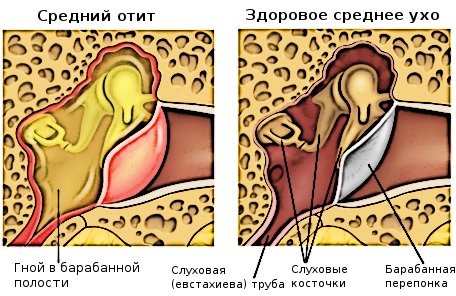 Средний отит
Здоровое среднее ухо
Гной в барабанной
полости
Слуховая
(евстахиева) труба
Слуховые
косточки
Барабанная
перепонка